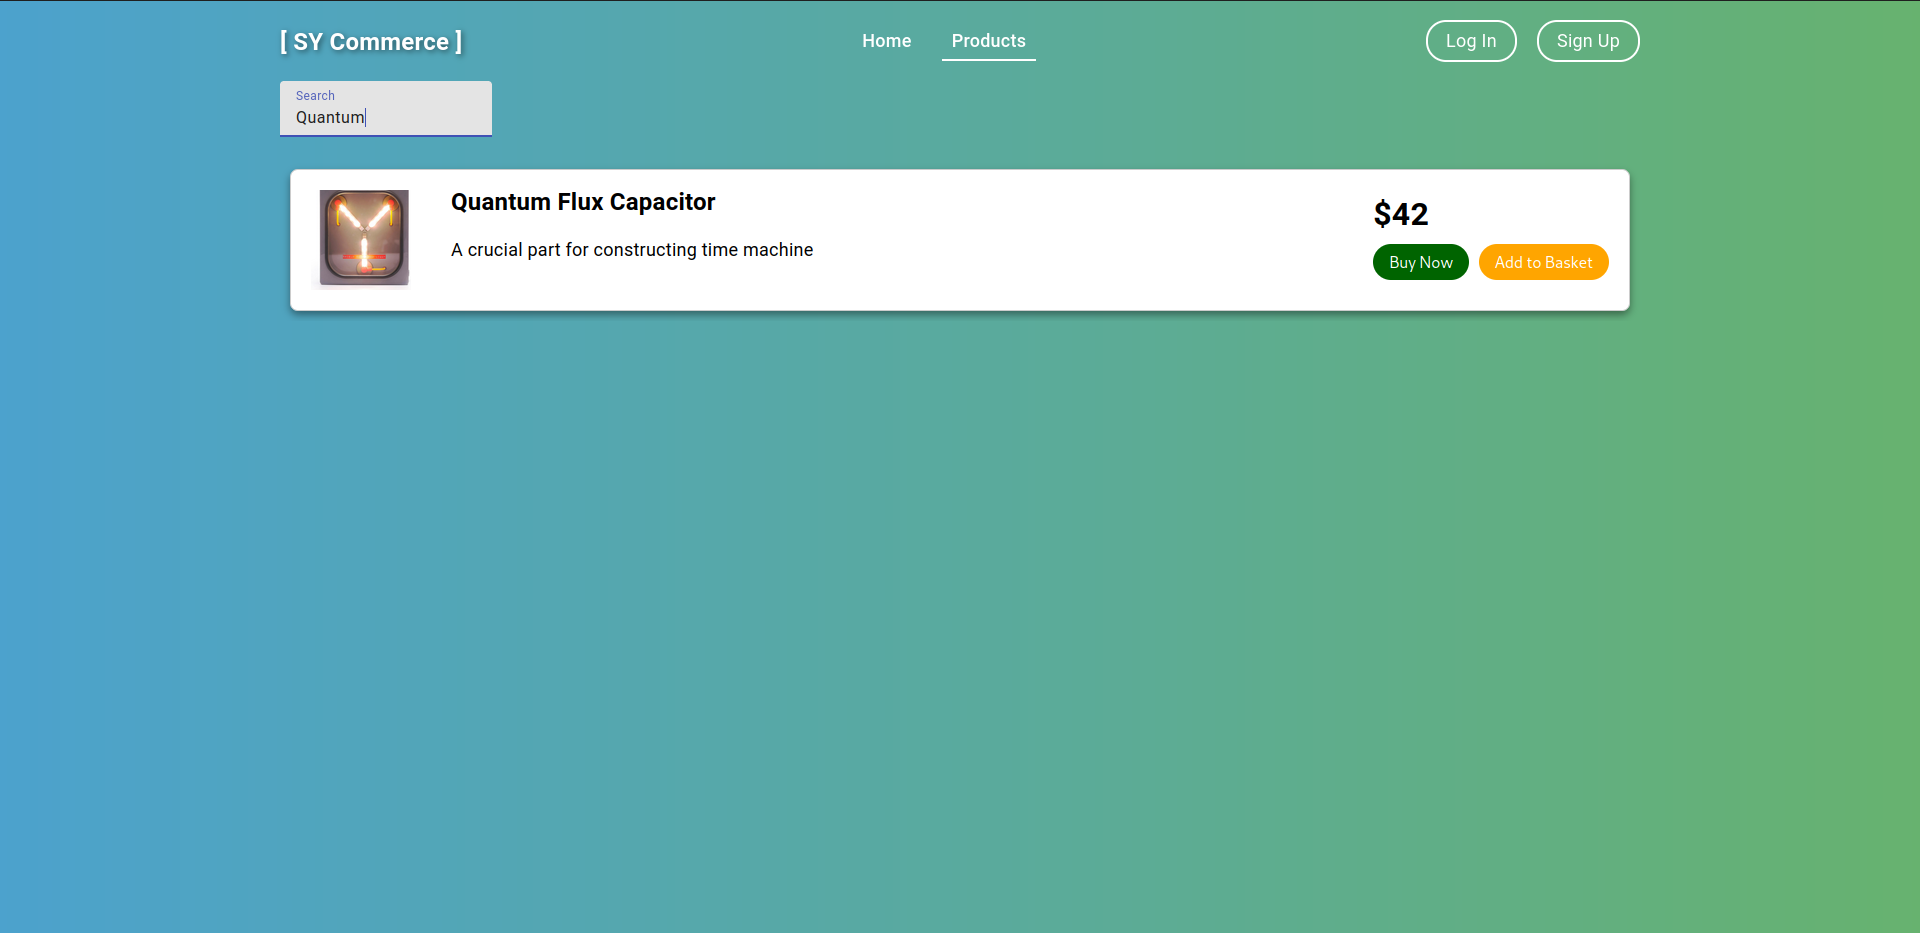 [ SY Commerce ]
Home
Products
Log In
Sign Up
Search
Quantum
Quantum Flux Capacitor
A crucial part for constructing time machine
$42
Buy Now
Add to Basket